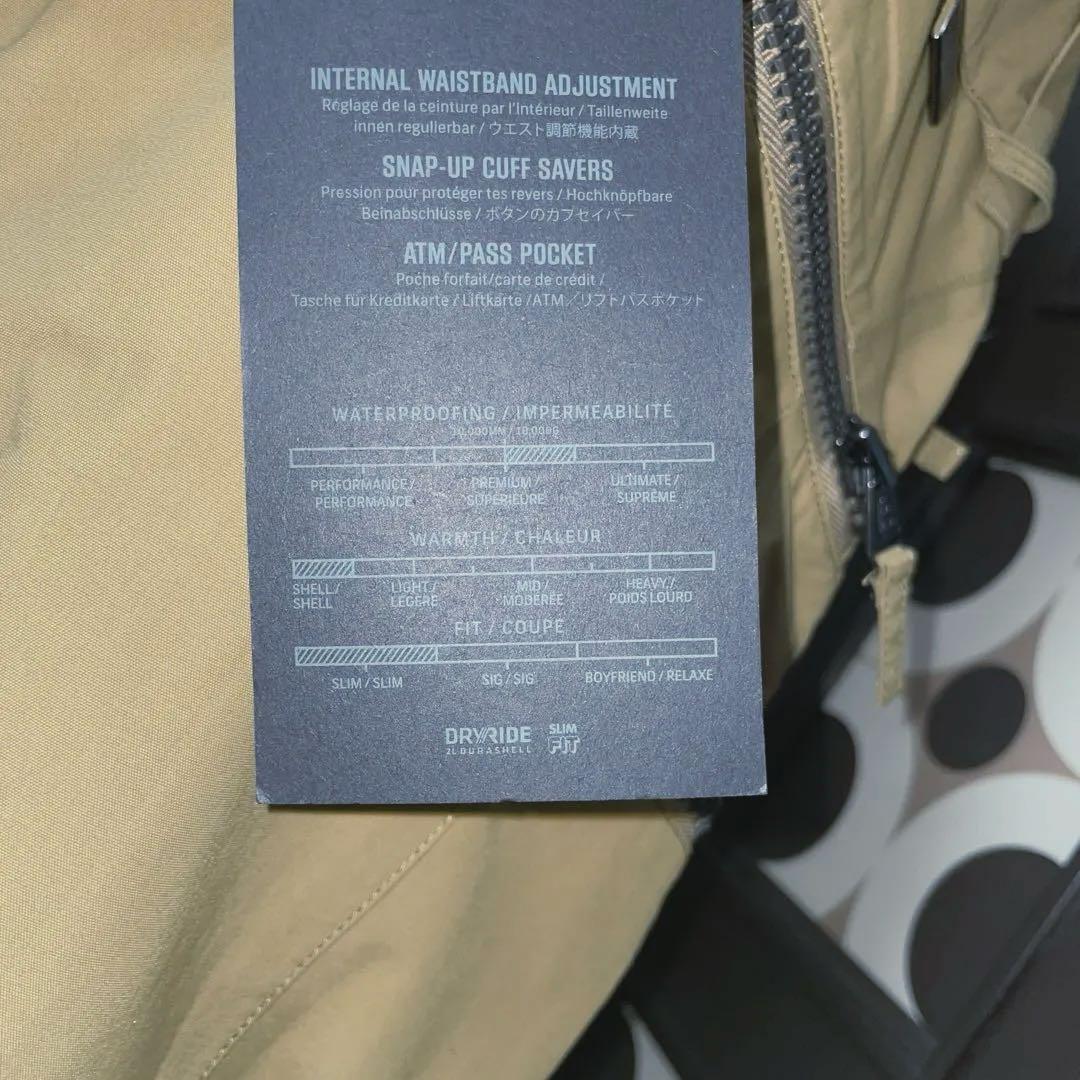 INTERNAL WAISTBAND ADJUSTMENT
Réglage de la ceinture par l'Intérieur / Taillenweite
innen regulierbar / ウエスト調節機能内蔵
SNAP-UP CUFF SAVERS
Pression pour protéger tes revers / Hochknöpfbare
Beinabschlüsse / ボタンのカフセイバー
ATM/PASS POCKET
Poche forfait/carte de crédit /
Tasche für Kreditkarte / Liftkarte /ATM／リフトパスポケット
WATERPROOFING / IMPERMÉABILITÉ
10,000MM / 10,000G
PERFORMANCE/ PREMIUM / ULTIMATE /
PERFORMANCE SUPÉRIEURE SUPRÊME
WARMTH / CHALEUR
SHELL/ LIGHT/ MID/ HEAVY/
SHELL LÉGÈRE MODÉRÉE POIDS LOURD
FIT / COUPE
SLIM / SLIM SIG / SIG BOYFRIEND / RELAXE
DRYRIDE SLIM
2L DURASHELL FIT